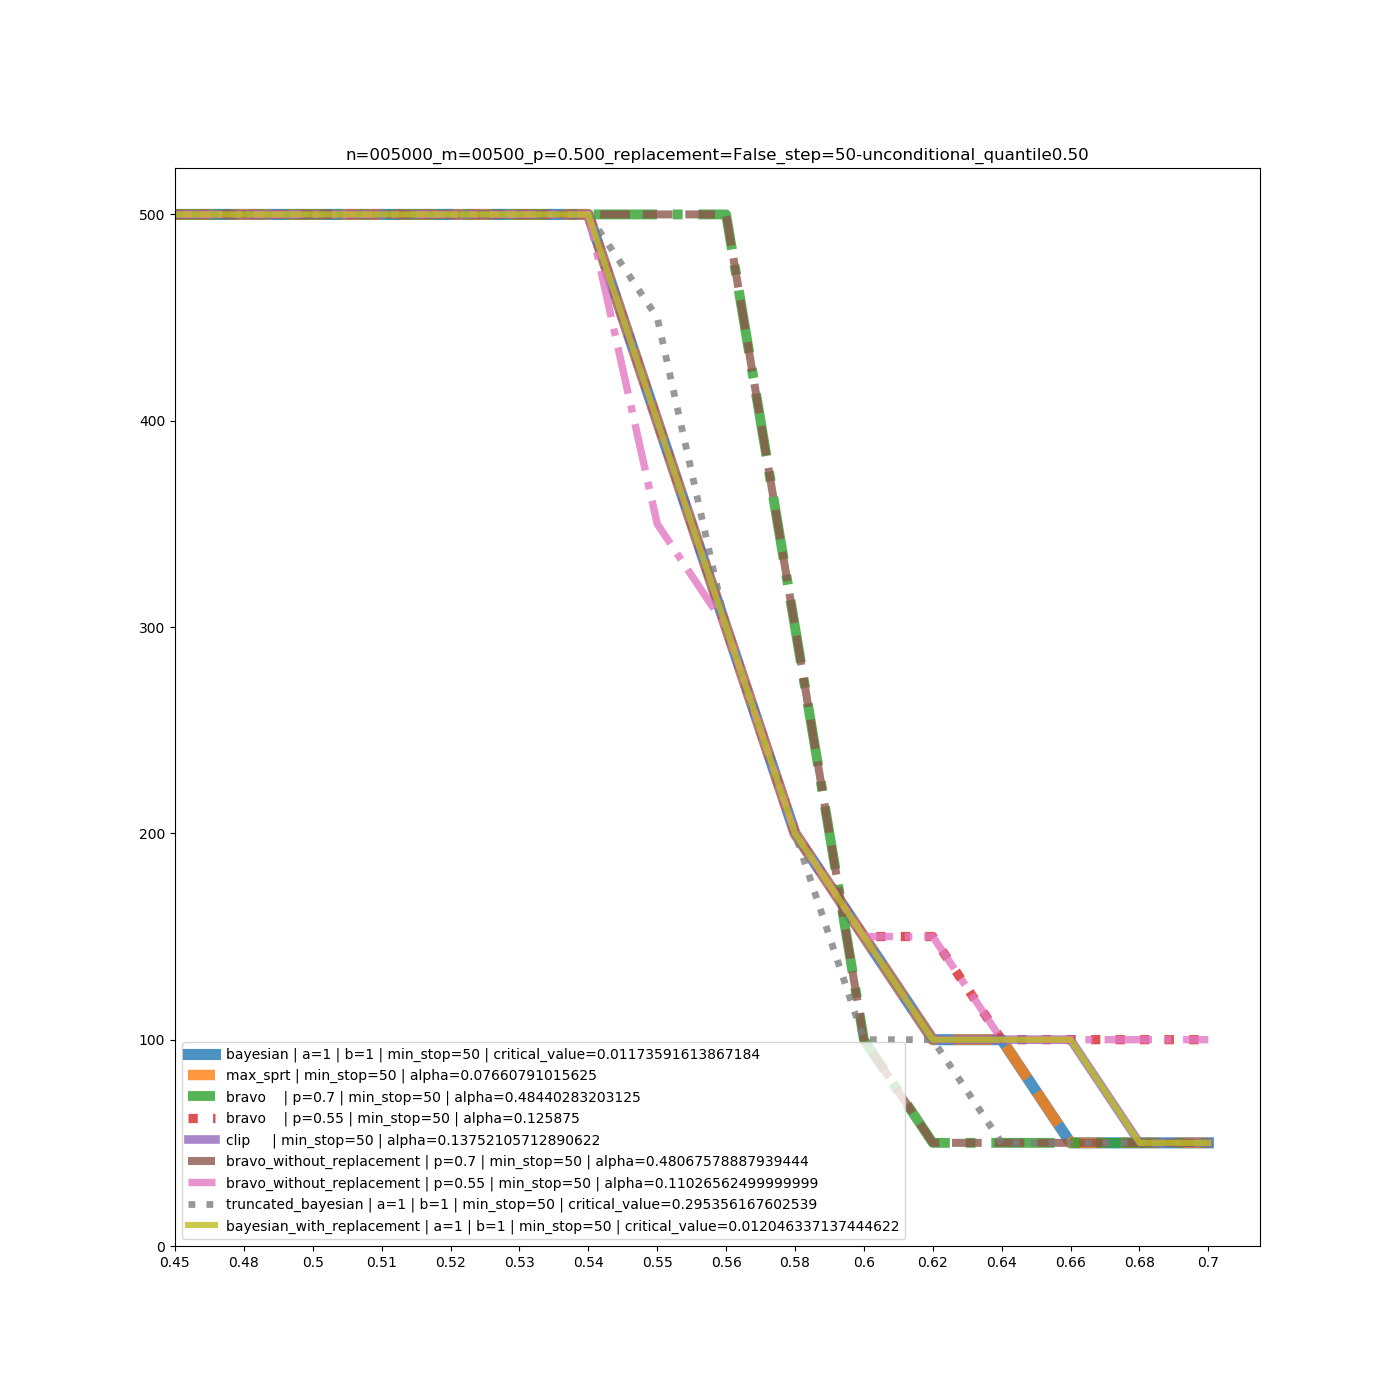 n=005000_m=00500_p=0.500_replacement=False_step=50-unconditional_quantile0.50
500
400
300
200
100
0
bayesian | a=1 | b=1 | min_stop=50 | critical_value=0.01173591613867184
max_sprt | min_stop=50 | alpha=0.07660791015625
bravo | p=0.7 | min_stop=50 | alpha=0.48440283203125
bravo | p=0.55 | min_stop=50 | alpha=0.125875
clip | min_stop=50 | alpha=0.13752105712890622
bravo_without_replacement | p=0.7 | min_stop=50 | alpha=0.48067578887939444
bravo_without_replacement | p=0.55 | min_stop=50 | alpha=0.11026562499999999
truncated_bayesian | a=1 | b=1 | min_stop=50 | critical_value=0.295356167602539
bayesian_with_replacement | a=1 | b=1 | min_stop=50 | critical_value=0.012046337137444622
0.45 0.48 0.5 0.51 0.52 0.53 0.54 0.55 0.56 0.58 0.6 0.62 0.64 0.66 0.68 0.7